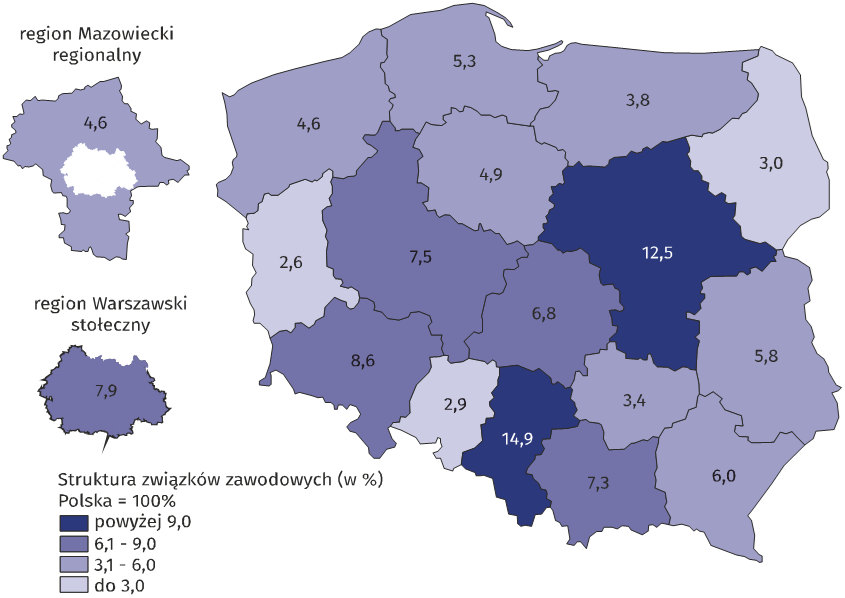 region Mazowiecki
regionalny
4,6
region Warszawski
stołeczny
7,9
5,3
4,6
3,8
3,0
4,9
2,6
7,5
12,5
6,8
8,6
5,8
2,9
3,4
14,9
7,3
6,0
Struktura związków zawodowych (w %)
Polska = 100%
powyżej 9,0
6,1 - 9,0
3,1 - 6,0
do 3,0